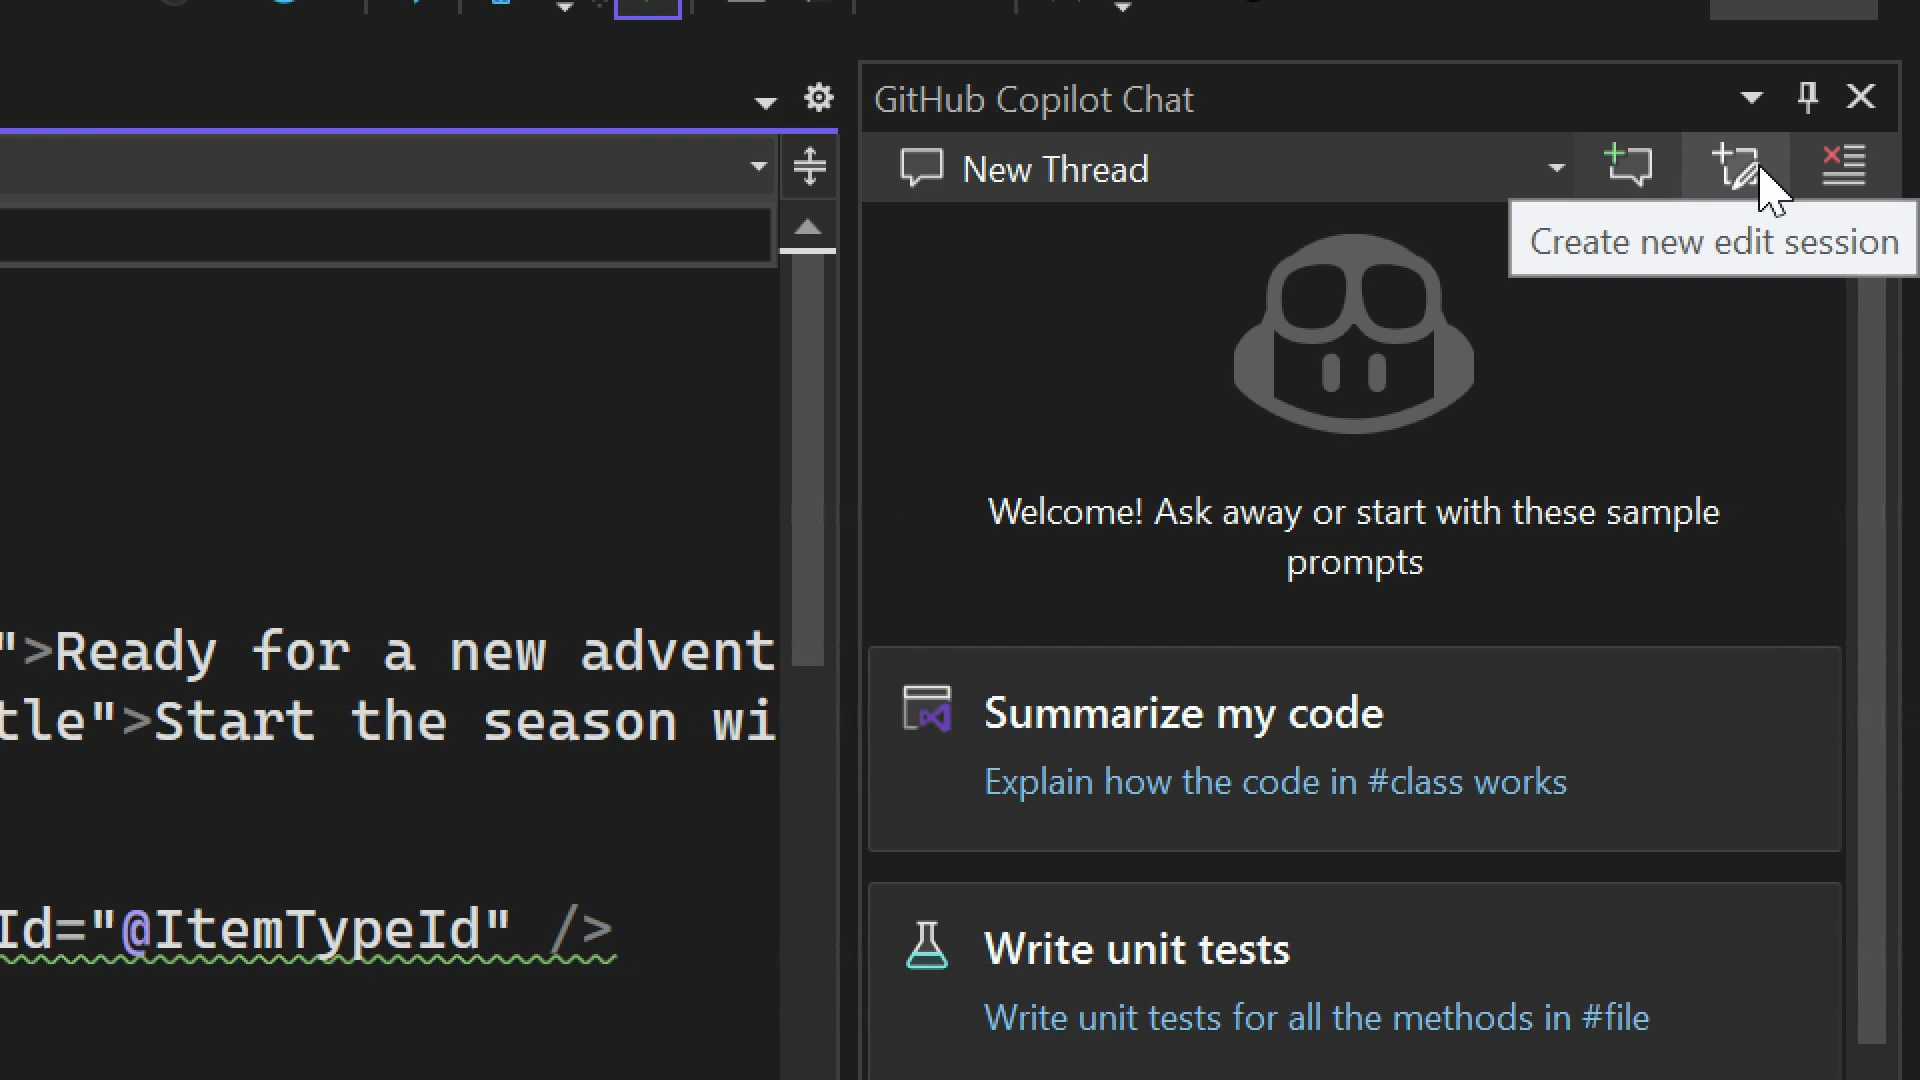 GitHub Copilot Chat
New Thread
Create new edit session
Welcome! Ask away or start with these sample
prompts
">Ready for a new advent
tle">Start the season wi
Summarize my code
Explain how the code in #class works
Id="@ItemTypeId" />
Write unit tests
Write unit tests for all the methods in #file